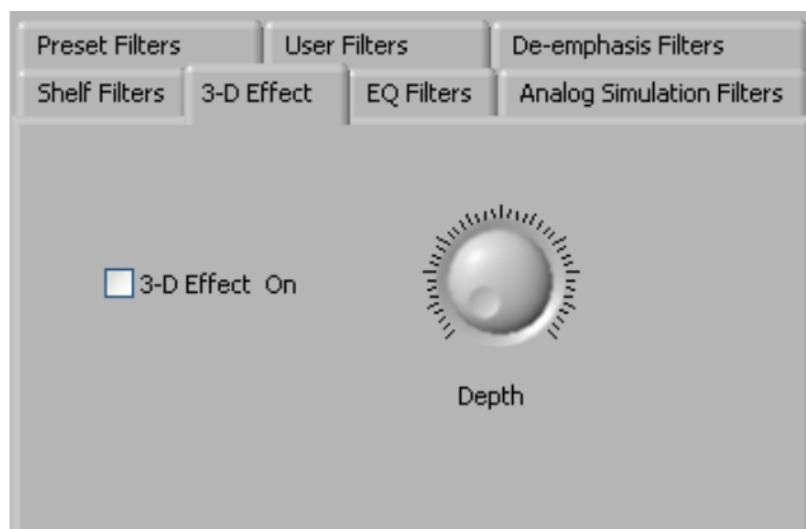 Preset Filters User Filters De-emphasis Filters
Shelf Filters 3-D Effect EQ Filters Analog Simulation Filters
3-D Effect On
Depth